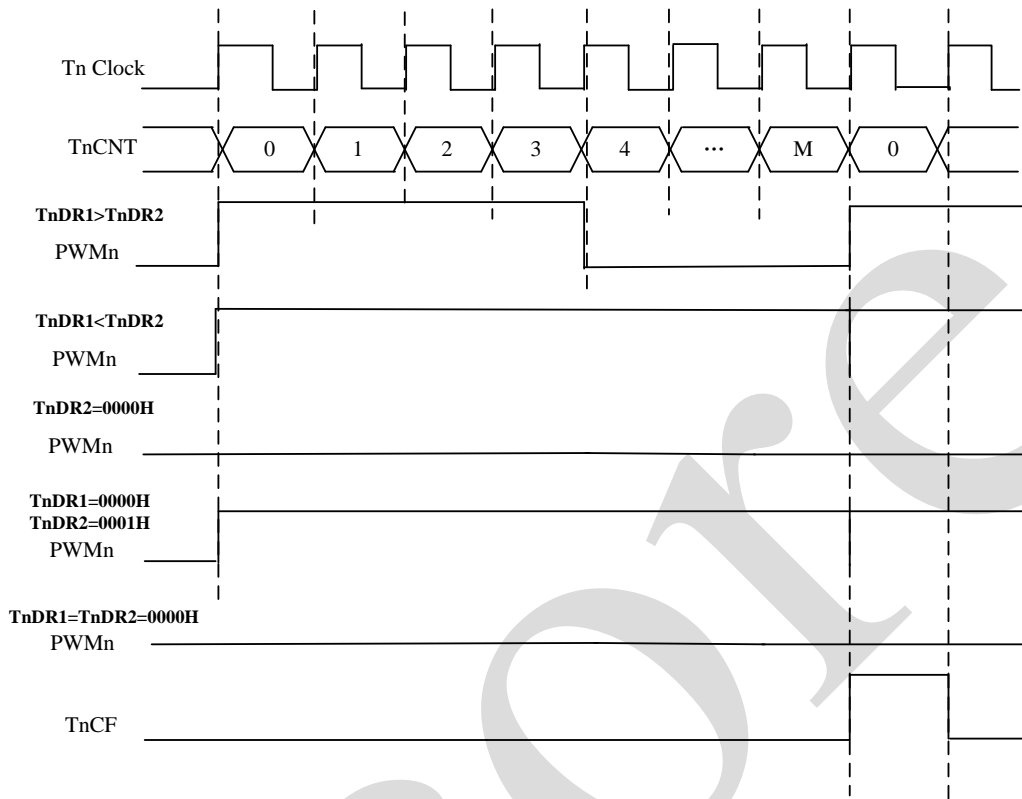 Tn Clock
TnCNT
0 1 2 3 4 ... M 0
TnDR1>TnDR2
PWMn
TnDR1<TnDR2
PWMn
TnDR2=0000H
PWMn
TnDR1=0000H
TnDR2=0001H
PWMn
TnDR1=TnDR2=0000H
PWMn
TnCF